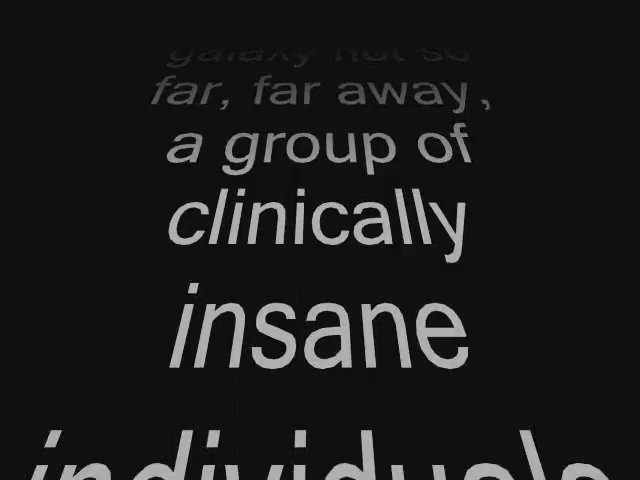 galaxy not so
far, far away,
a group of
clinically
insane
individuals